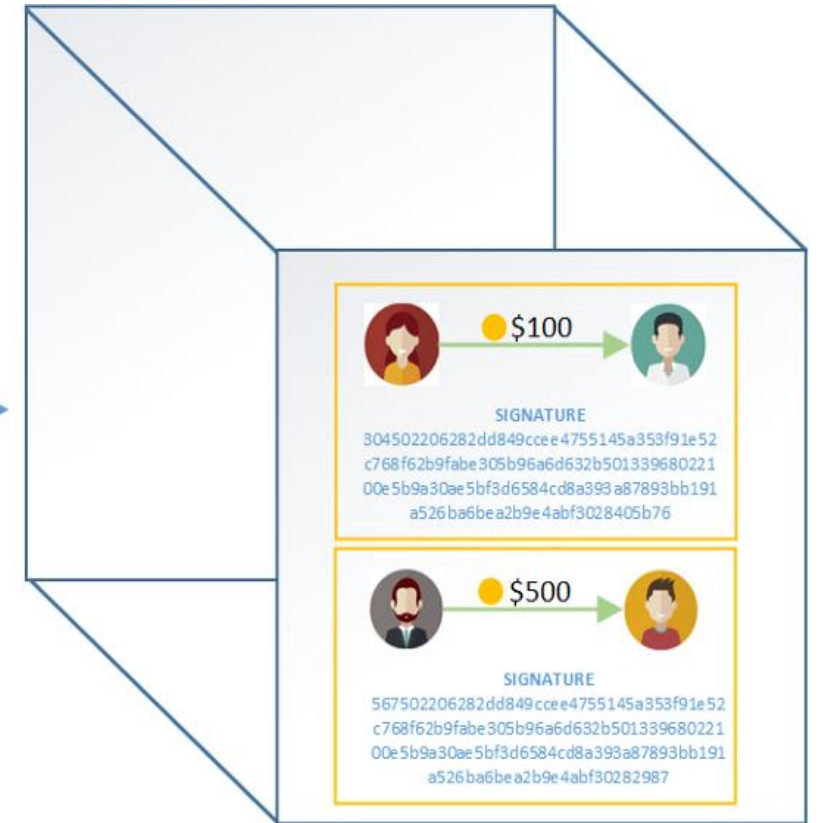 $100
SIGNATURE
304502206282dd849ccee4755145a353f91e52
c768f62b9fabe305b96a6d632b501339680221
00e5b9a30ae5bf3d6584cd8a393a87893bb191
a526ba6bea2b9e4abf3028405b76
$500
SIGNATURE
567502206282dd849ccee4755145a353f91e52
c768f62b9fabe305b96a6d632b501339680221
00e5b9a30ae5bf3d6584cd8a393a87893bb191
a526ba6bea2b9e4abf30282987